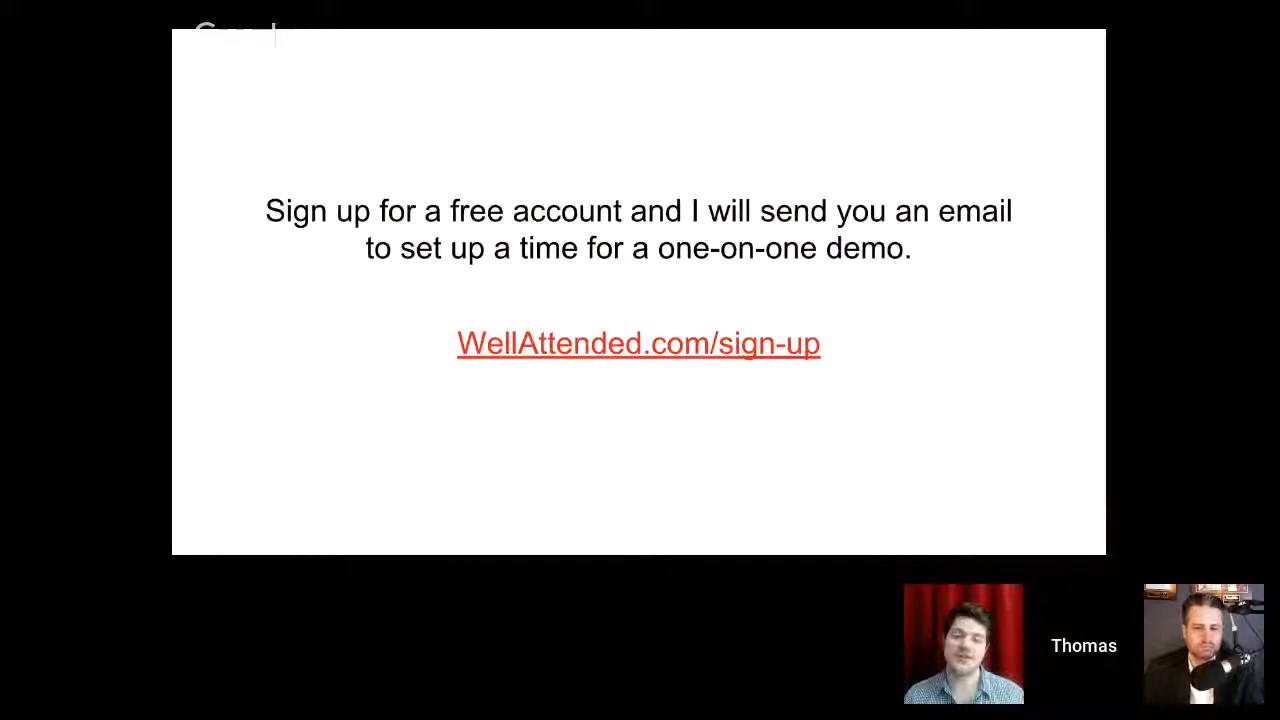 Sign up for a free account and I will send you an email
to set up a time for a one-on-one demo.
WellAttended.com/sign-up
Thomas